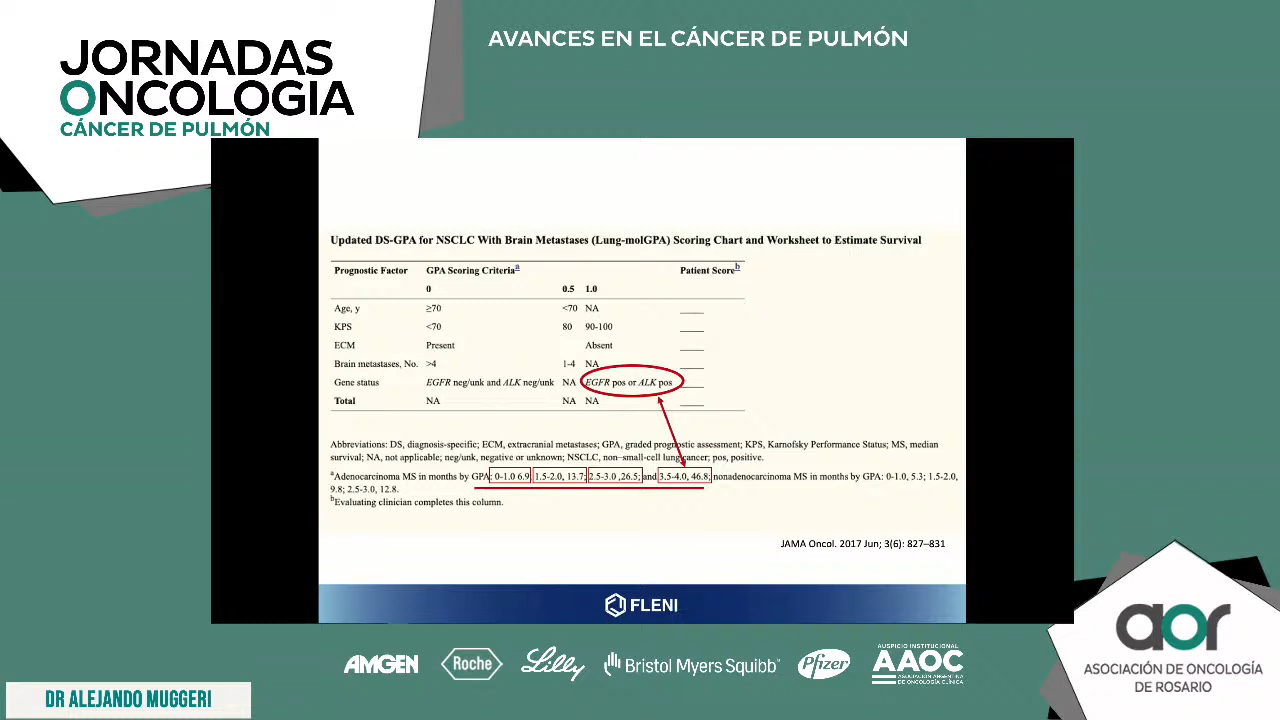 JORNADAS
ONCOLOGIA
CÁNCER DE PULMÓN
AVANCES EN EL CÁNCER DE PULMÓN
Updated DS-GPA for NSCLC With Brain Metastases (Lung-molGPA) Scoring Chart and Worksheet to Estimate Survival
Prognostic Factor GPA Scoring Criteriaa Patient Scoreb
0 0.5 1.0
Age, y ≥70 <70 NA
KPS <70 80 90-100
ECM Present Absent
Brain metastases, No. >4 1-4 NA
Gene status EGFR neg/unk and ALK neg/unk NA EGFR pos or ALK pos
Total NA NA NA
Abbreviations: DS, diagnosis-specific; ECM, extracranial metastases; GPA, graded prognostic assessment; KPS, Karnofsky Performance Status; MS, median
survival; NA, not applicable; neg/unk, negative or unknown; NSCLC, non–small-cell lung cancer; pos, positive.
aAdenocarcinoma MS in months by GPA: 0-1.0 6.9, 1.5-2.0, 13.7; 2.5-3.0 ,26.5; and 3.5-4.0, 46.8; nonadenocarcinoma MS in months by GPA: 0-1.0, 5.3; 1.5-2.0,
9.8; 2.5-3.0, 12.8.
bEvaluating clinician completes this column.
JAMA Oncol. 2017 Jun; 3(6): 827–831
FLENI
AMGEN Roche Lilly Bristol Myers Squibb Pfizer
AUSPICIO INSTITUCIONAL
AAOC
ASOCIACIÓN ARGENTINA
DE ONCOLOGÍA CLÍNICA
aor
ASOCIACIÓN DE ONCOLOGÍA
DE ROSARIO
DR ALEJANDO MUGGERI